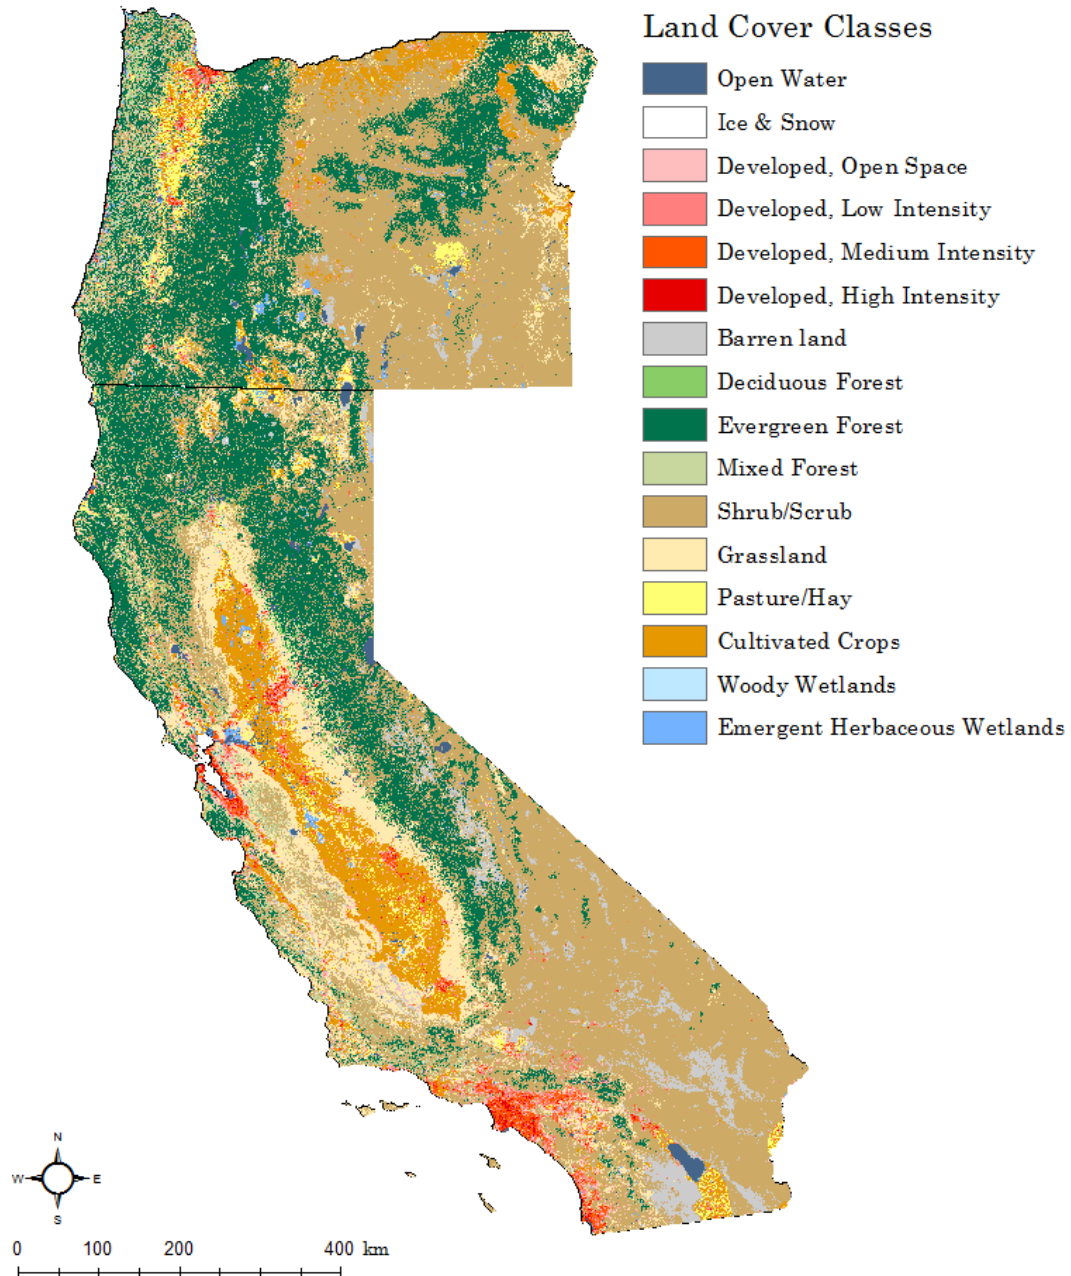 Land Cover Classes
Open Water
Ice & Snow
Developed, Open Space
Developed, Low Intensity
Developed, Medium Intensity
Developed, High Intensity
Barren land
Deciduous Forest
Evergreen Forest
Mixed Forest
Shrub/Scrub
Grassland
Pasture/Hay
Cultivated Crops
Woody Wetlands
Emergent Herbaceous Wetlands
N
W E
S
0 100 200 400 km